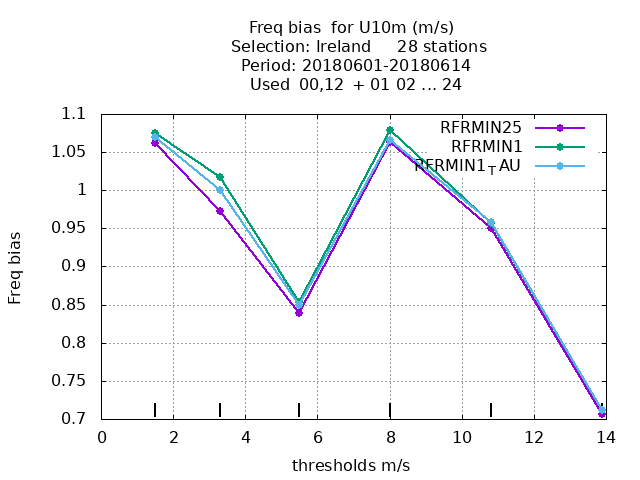 Freq bias  for U10m (m/s)
Selection: Ireland     28 stations
Period: 20180601-20180614
Used  00,12  + 01 02 ... 24
RFRMIN25
RFRMIN1
RFRMIN1TAU
1.1
1.05
1
0.95
0.9
0.85
0.8
0.75
0.7
Freq bias
0 2 4 6 8 10 12 14
thresholds m/s